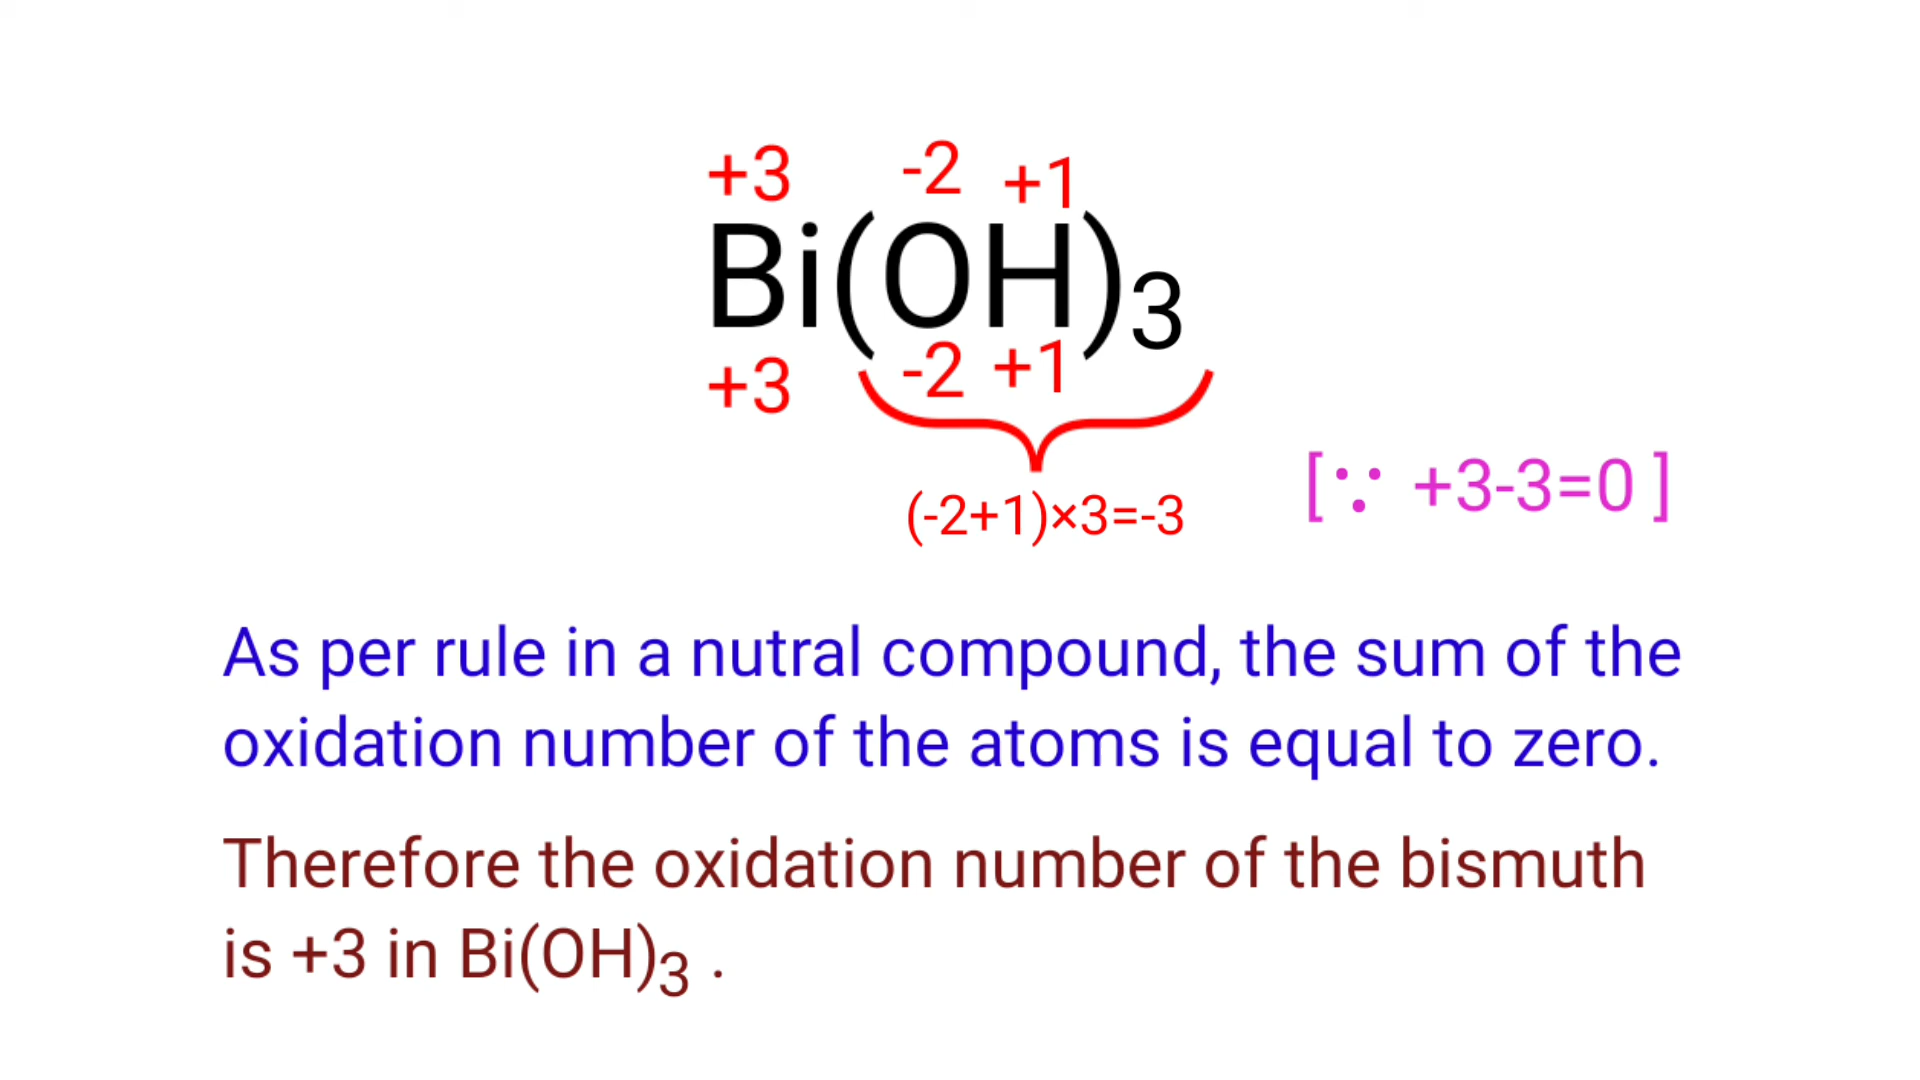 +3 -2 +1
Bi(OH)₃
+3 -2 +1
(-2+1)×3=-3
[∵ +3-3=0 ]
As per rule in a nutral compound, the sum of the
oxidation number of the atoms is equal to zero.
Therefore the oxidation number of the bismuth
is +3 in Bi(OH)₃ .